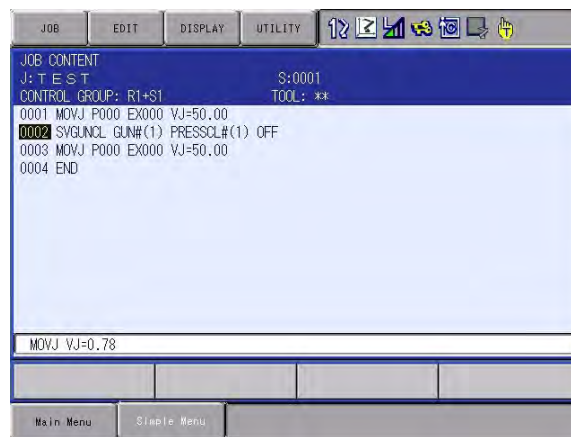 JOB EDIT DISPLAY UTILITY
JOB CONTENT
J:TEST S:0001
CONTROL GROUP: R1+S1 TOOL: **
0001 MOVJ P000 EX000 VJ=50.00
0002 SVGUNCL GUN#(1) PRESSCL#(1) OFF
0003 MOVJ P000 EX000 VJ=50.00
0004 END
MOVJ VJ=0.78
Main Menu Simple Menu